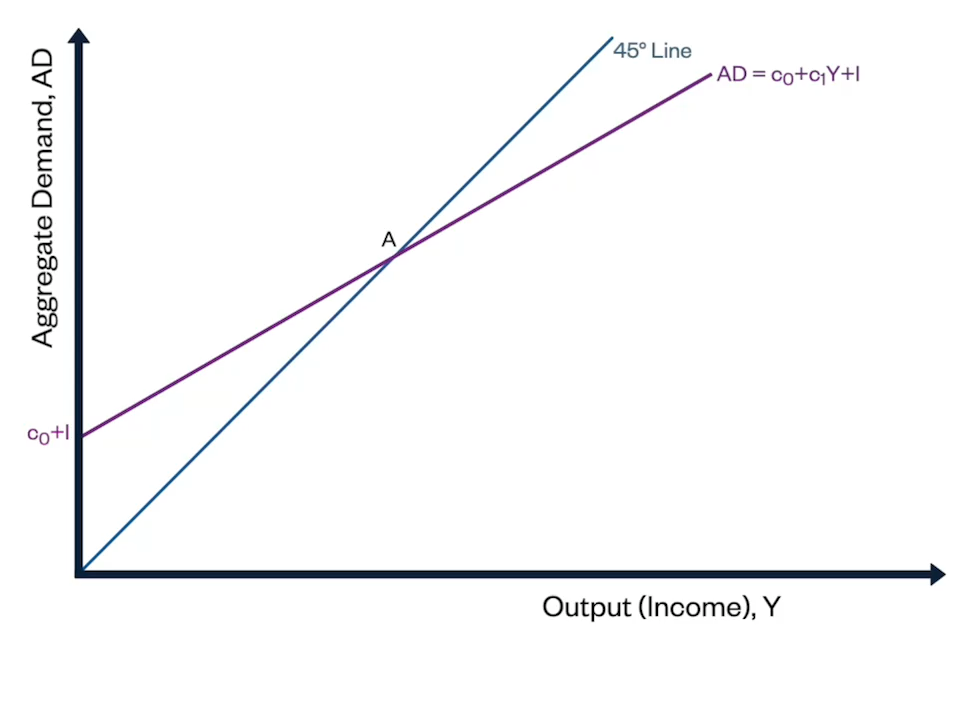 Aggregate Demand, AD
45° Line
AD = c₀+c₁Y+I
A
c₀+I
Output (Income), Y